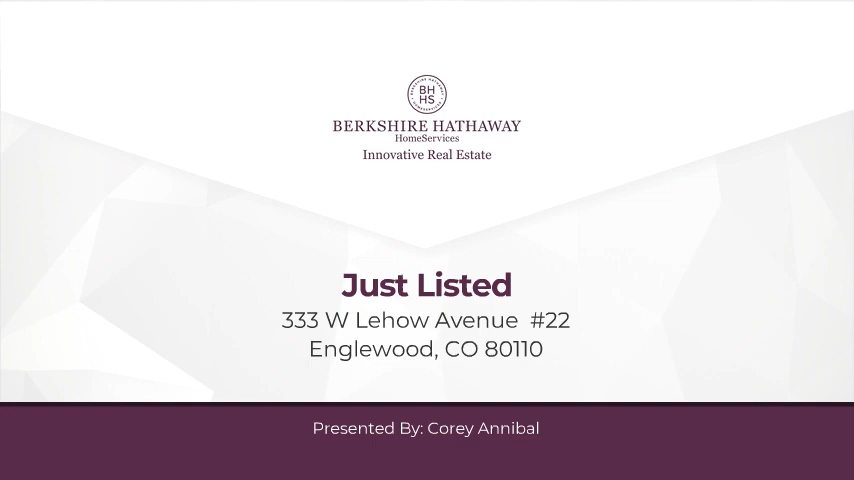 BH
HS
BERKSHIRE HATHAWAY
HomeServices
Innovative Real Estate
Just Listed
333 W Lehow Avenue  #22
Englewood, CO 80110
Presented By: Corey Annibal